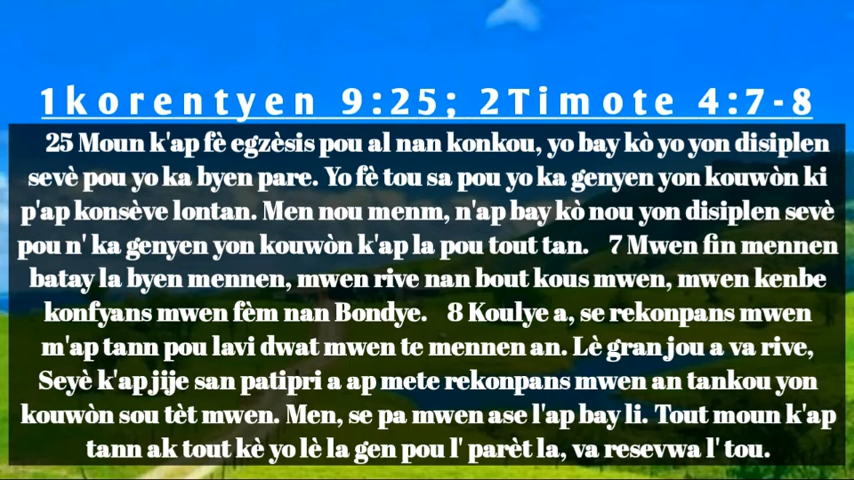 1korentyen 9:25; 2Timote 4:7-8
25 Moun k'ap fè egzèsis pou al nan konkou, yo bay kò yo yon disiplen
sevè pou yo ka byen pare. Yo fè tou sa pou yo ka genyen yon kouwòn ki
p'ap konsève lontan. Men nou menm, n'ap bay kò nou yon disiplen sevè
pou n' ka genyen yon kouwòn k'ap la pou tout tan. 7 Mwen fin mennen
batay la byen mennen, mwen rive nan bout kous mwen, mwen kenbe
konfyans mwen fèm nan Bondye. 8 Koulye a, se rekonpans mwen
m'ap tann pou lavi dwat mwen te mennen an. Lè gran jou a va rive,
Seyè k'ap jije san patipri a ap mete rekonpans mwen an tankou yon
kouwòn sou tèt mwen. Men, se pa mwen ase l'ap bay li. Tout moun k'ap
tann ak tout kè yo lè la gen pou l' parèt la, va resevwa l' tou.